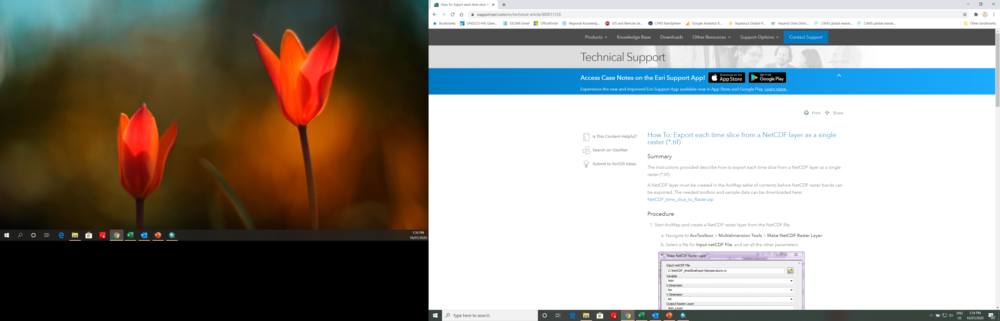 1:34 PM
16/07/2020
How To: Export each time slice fr
support.esri.com/en/technical-article/000011318
Bookmarks UNESCO-IHE Open... ESCWA Email OfficePortal Regional Knowledg... GIS and Remote Se... CHRS RainSphere Google Analytics R... Aqueduct Global Fl... EE Hazards Data Distri... CAMS global reanal... CAMS global reanal... Other bookmarks
Products Knowledge Base Downloads Other Resources Support Options Contact Support
Technical Support
Access Case Notes on the Esri Support App! Download on the App Store GET IT ON Google Play
Experience the new and improved Esri Support App available now in App Store and Google Play. Learn more.
Print Share
Is This Content Helpful?
Search on GeoNet
Submit to ArcGIS Ideas
How To: Export each time slice from a NetCDF layer as a single
raster (*.tif)
Summary
The instructions provided describe how to export each time slice from a NetCDF layer as a single
raster (*.tif).
A NetCDF layer must be created in the ArcMap table of contents before NetCDF raster bands can
be exported. The needed toolbox and sample data can be downloaded here:
NetCDF_time_slice_to_Raster.zip
Procedure
1. Start ArcMap and create a NetCDF raster layer from the NetCDF file.
a. Navigate to ArcToolbox > Multidimension Tools > Make NetCDF Raster Layer.
b. Select a file for Input netCDF File, and set all the other parameters.
Make NetCDF Raster Layer
Input netCDF File
C:\NetCDF_timeSliceExport\temperature.nc
Variable
tmin
X Dimension
lon
Y Dimension
lat
Output Raster Layer
tmin_Layer
Type here to search
ENG
US
1:34 PM
16/07/2020
22